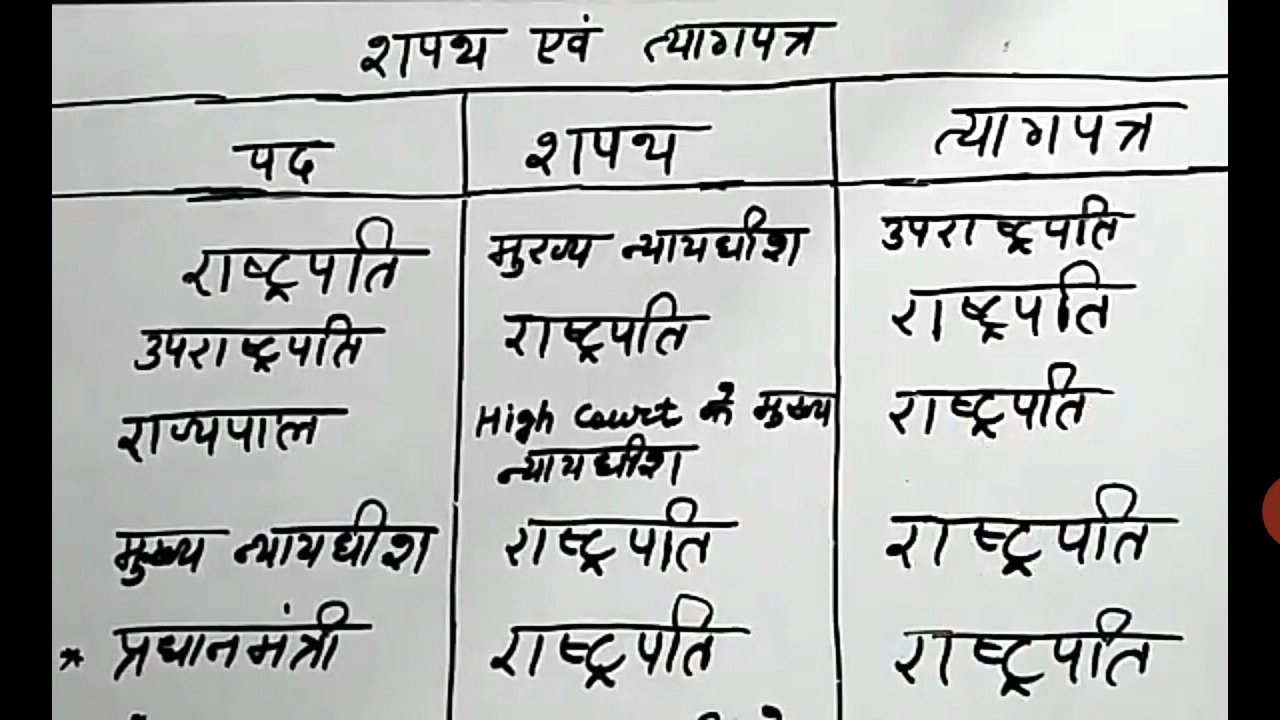 शपथ एवं त्यागपत्र
पद शपथ त्यागपत्र
राष्ट्रपति मुख्य न्यायधीश उपराष्ट्रपति
उपराष्ट्रपति राष्ट्रपति राष्ट्रपति
राज्यपाल High Court के मुख्य राष्ट्रपति
न्यायधीश
मुख्य न्यायधीश राष्ट्रपति राष्ट्रपति
* प्रधानमंत्री राष्ट्रपति राष्ट्रपति